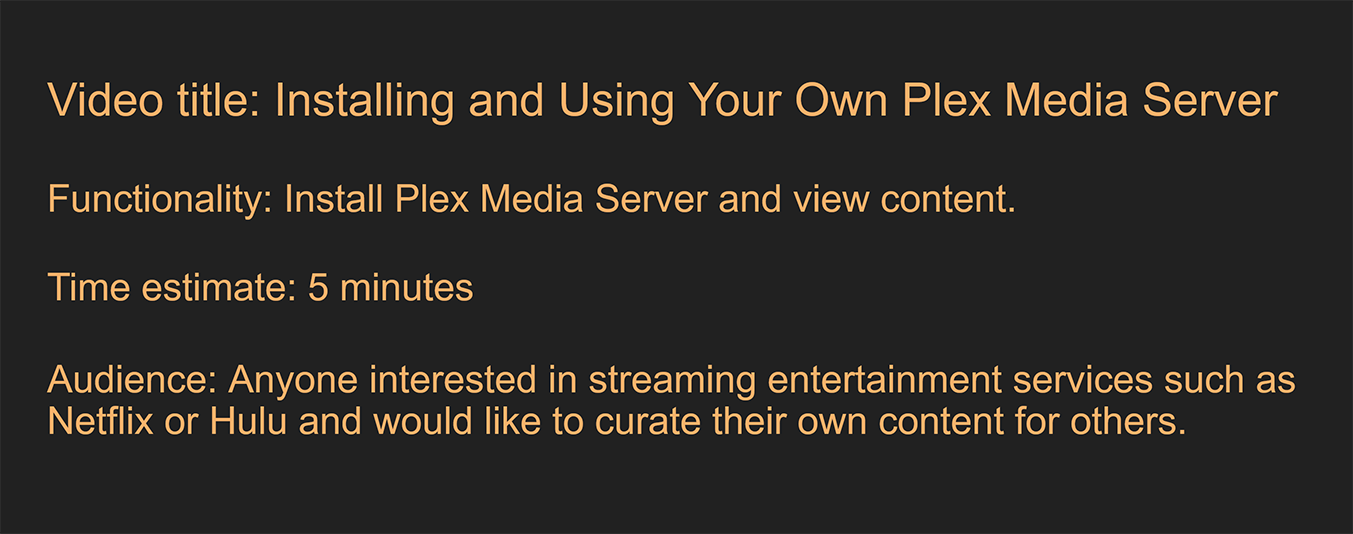 Video title: Installing and Using Your Own Plex Media Server
Functionality: Install Plex Media Server and view content.
Time estimate: 5 minutes
Audience: Anyone interested in streaming entertainment services such as
Netflix or Hulu and would like to curate their own content for others.